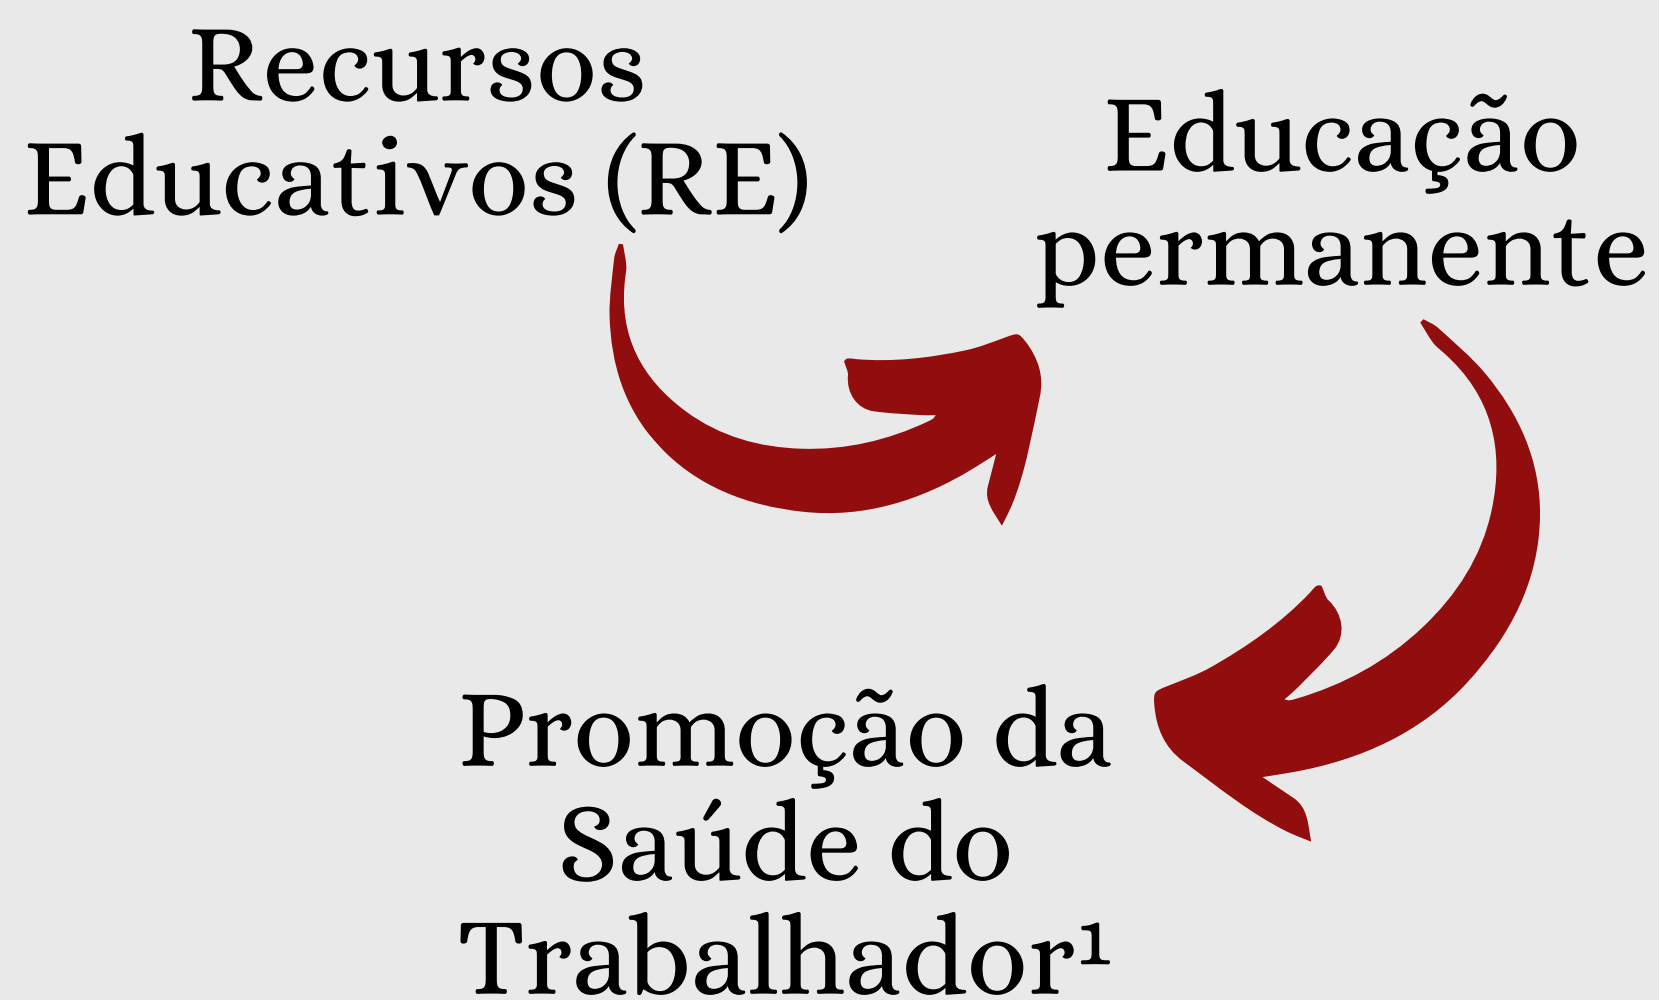 Recursos
Educativos (RE)
Educação
permanente
Promoção da
Saúde do
Trabalhador¹